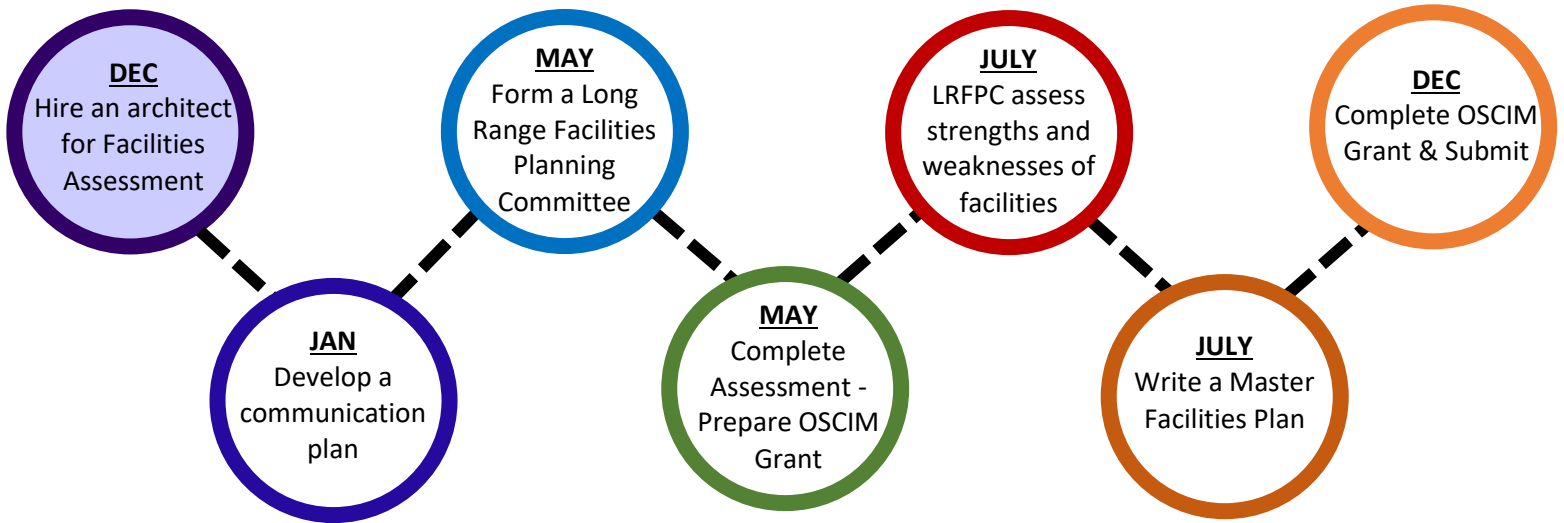 DEC
Hire an architect
for Facilities
Assessment
JAN
Develop a
communication
plan
MAY
Form a Long
Range Facilities
Planning
Committee
MAY
Complete
Assessment -
Prepare OSCIM
Grant
JULY
LRFPC assess
strengths and
weaknesses of
facilities
JULY
Write a Master
Facilities Plan
DEC
Complete OSCIM
Grant & Submit